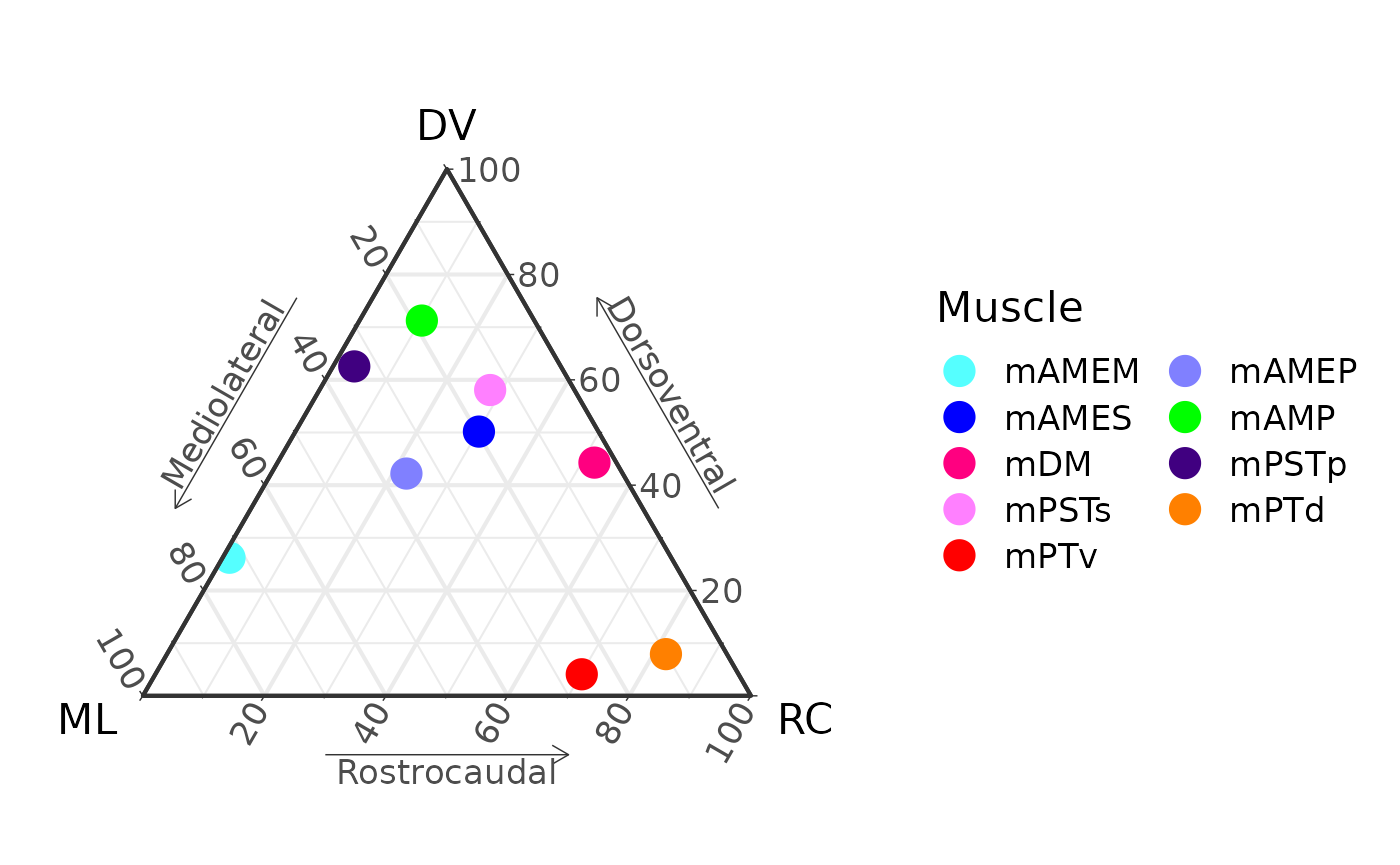 DV
100
20
80
Mediolateral
Dorsoventral
40
60
60
40
80
20
100
ML
RC
20
40
60
80
100
Rostrocaudal
Muscle
mAMEM
mAMEP
mAMES
mAMP
mDM
mPSTp
mPSTs
mPTd
mPTv